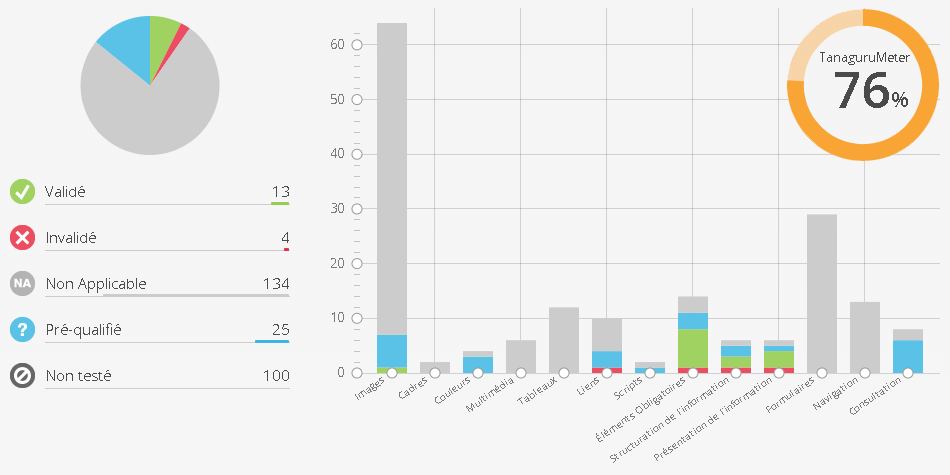 Validé 13
Invalidé 4
NA Non Applicable 134
? Pré-qualifié 25
Non testé 100
60
50
40
30
20
10
0
Images
Cadres
Couleurs
Multimédia
Tableaux
Liens
Scripts
Éléments Obligatoires
Structuration de l'information
Présentation de l'information
Formulaires
Navigation
Consultation
TanaguruMeter
76%